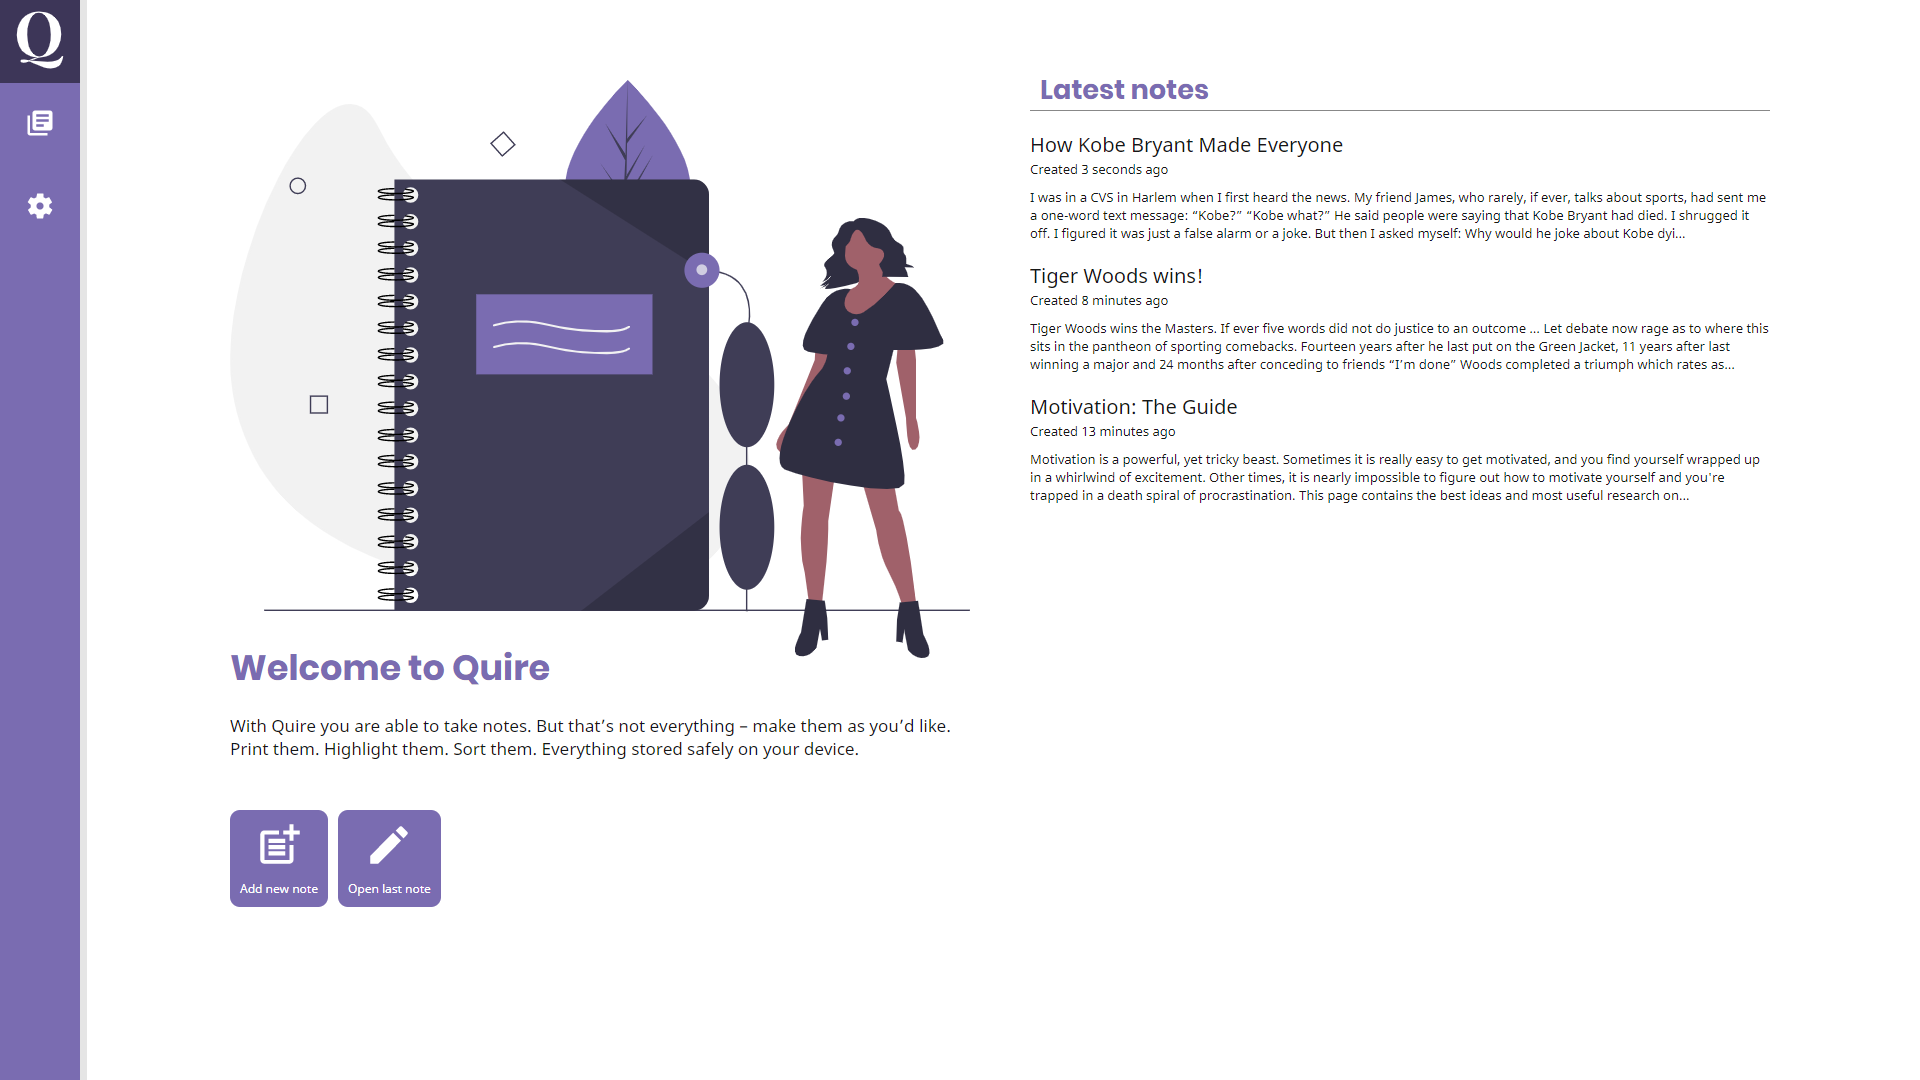 Q
Latest notes
How Kobe Bryant Made Everyone
Created 3 seconds ago
I was in a CVS in Harlem when I first heard the news. My friend James, who rarely, if ever, talks about sports, had sent me
a one-word text message: “Kobe?” “Kobe what?” He said people were saying that Kobe Bryant had died. I shrugged it
off. I figured it was just a false alarm or a joke. But then I asked myself: Why would he joke about Kobe dyi...
Tiger Woods wins!
Created 8 minutes ago
Tiger Woods wins the Masters. If ever five words did not do justice to an outcome ... Let debate now rage as to where this
sits in the pantheon of sporting comebacks. Fourteen years after he last put on the Green Jacket, 11 years after last
winning a major and 24 months after conceding to friends “I’m done” Woods completed a triumph which rates as...
Motivation: The Guide
Created 13 minutes ago
Motivation is a powerful, yet tricky beast. Sometimes it is really easy to get motivated, and you find yourself wrapped up
in a whirlwind of excitement. Other times, it is nearly impossible to figure out how to motivate yourself and you're
trapped in a death spiral of procrastination. This page contains the best ideas and most useful research on...
Welcome to Quire
With Quire you are able to take notes. But that’s not everything – make them as you’d like.
Print them. Highlight them. Sort them. Everything stored safely on your device.
Add new note
Open last note